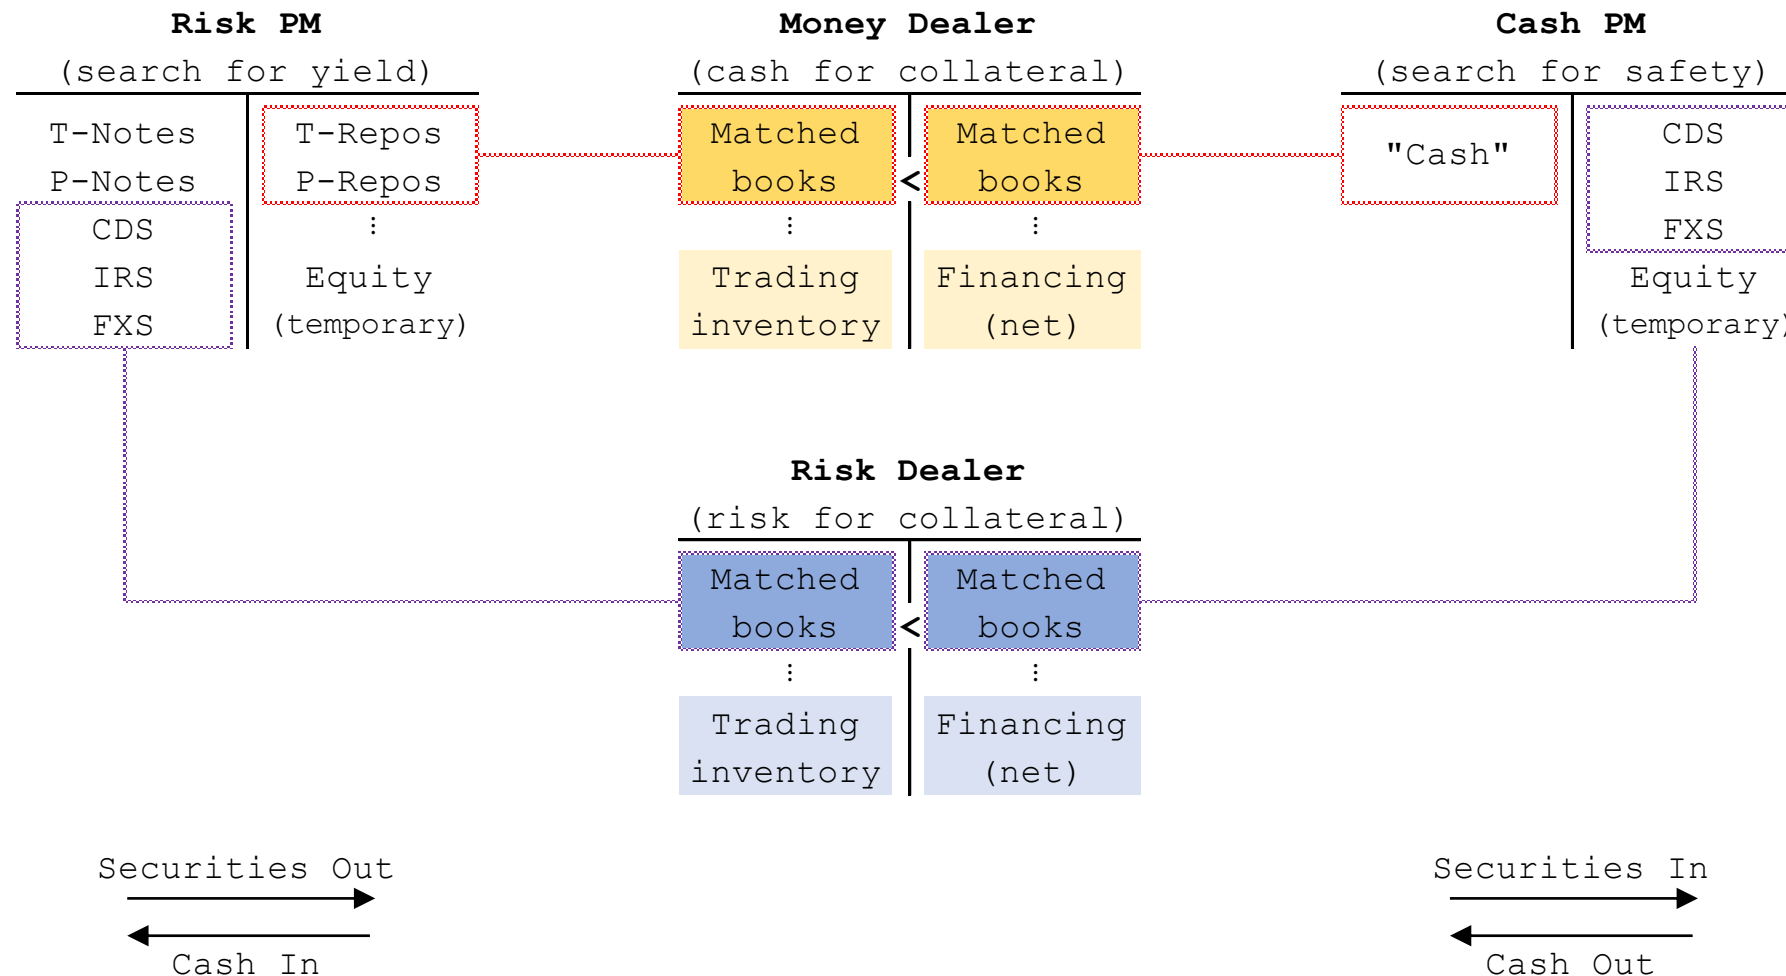 Risk PM
(search for yield)
T-Notes
P-Notes
CDS
IRS
FXS
T-Repos
P-Repos
⋮
Equity
(temporary)
Money Dealer
(cash for collateral)
Matched
books
⋮
Trading
inventory
<
Matched
books
⋮
Financing
(net)
Cash PM
(search for safety)
"Cash"
CDS
IRS
FXS
Equity
(temporary)
Risk Dealer
(risk for collateral)
Matched
books
⋮
Trading
inventory
<
Matched
books
⋮
Financing
(net)
Securities Out
Cash In
Securities In
Cash Out